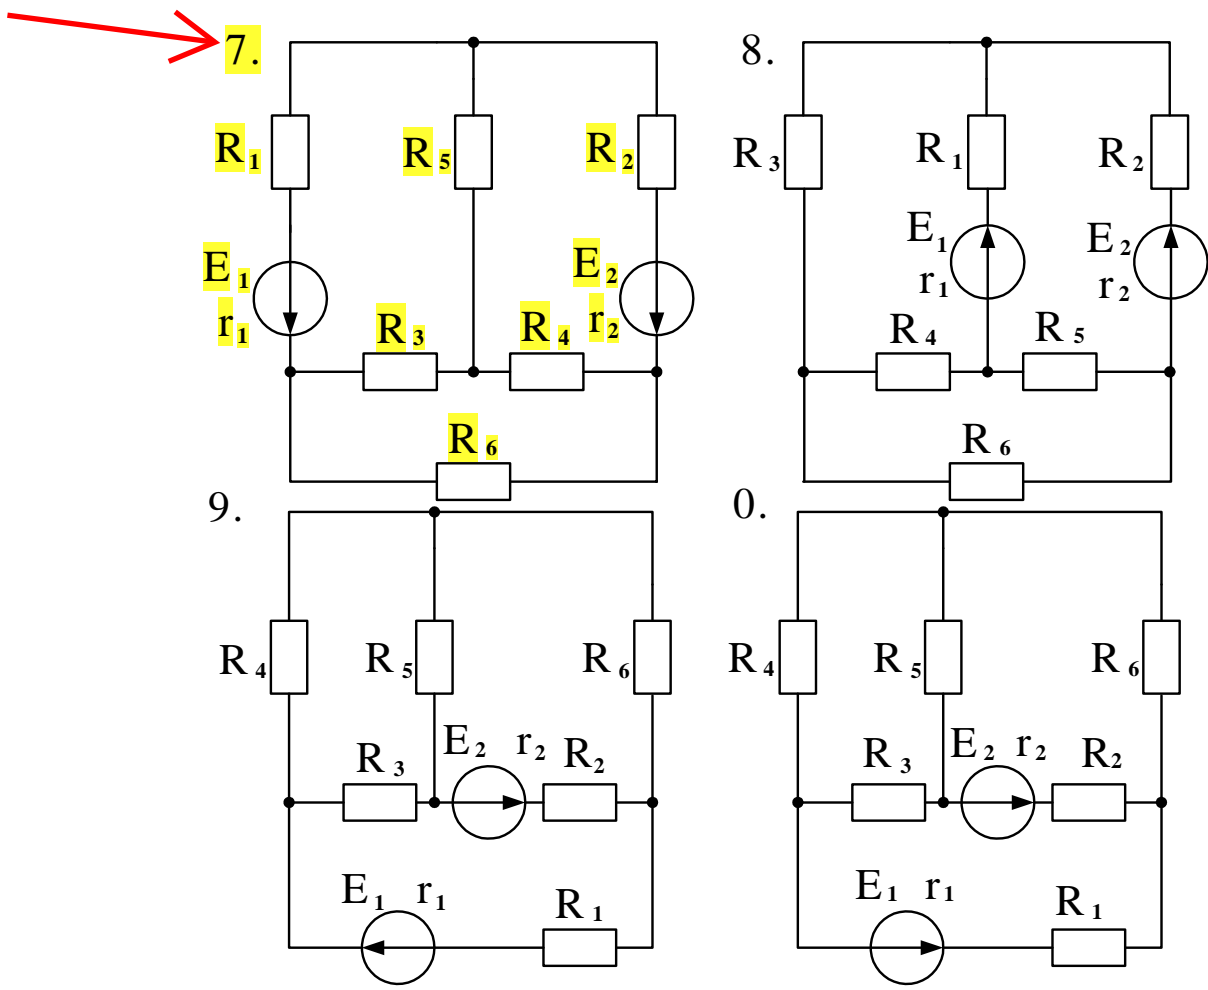 7.
R1 R5 R2
E1 E2
r1 r2
R3 R4
R6
8.
R3 R1 R2
E1 E2
r1 r2
R4 R5
R6
9.
R4 R5 R6
E2 r2
R3 R2
E1 r1
R1
0.
R4 R5 R6
E2 r2
R3 R2
E1 r1
R1